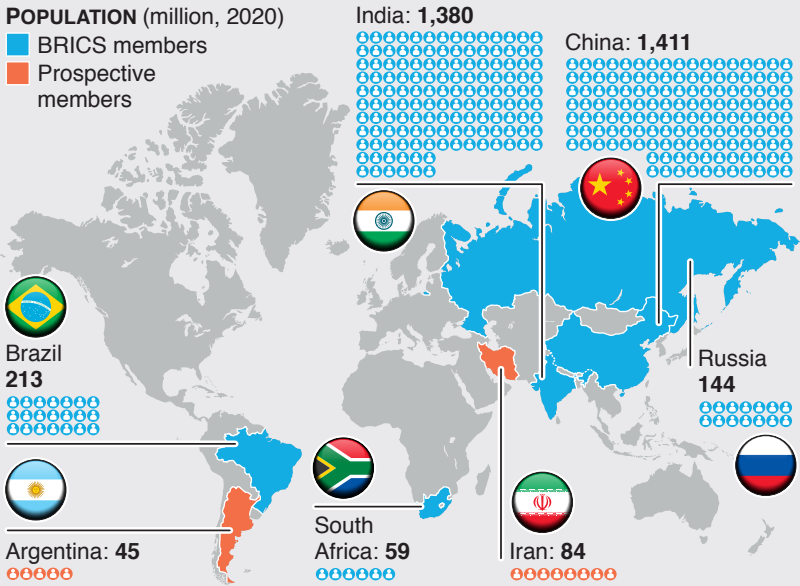 POPULATION (million, 2020)
BRICS members
Prospective
members
India: 1,380
China: 1,411
Brazil
213
Russia
144
Argentina: 45
South
Africa: 59
Iran: 84